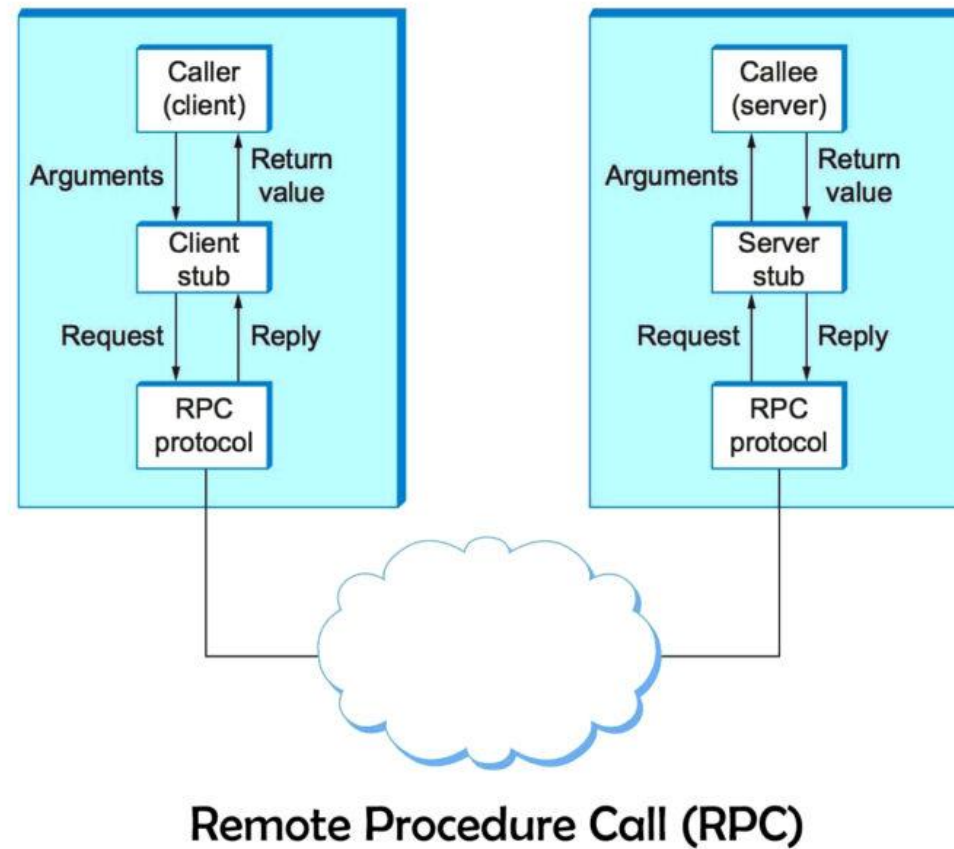 Caller
(client)
Arguments
Return
value
Client
stub
Request
Reply
RPC
protocol
Callee
(server)
Arguments
Return
value
Server
stub
Request
Reply
RPC
protocol
Remote Procedure Call (RPC)